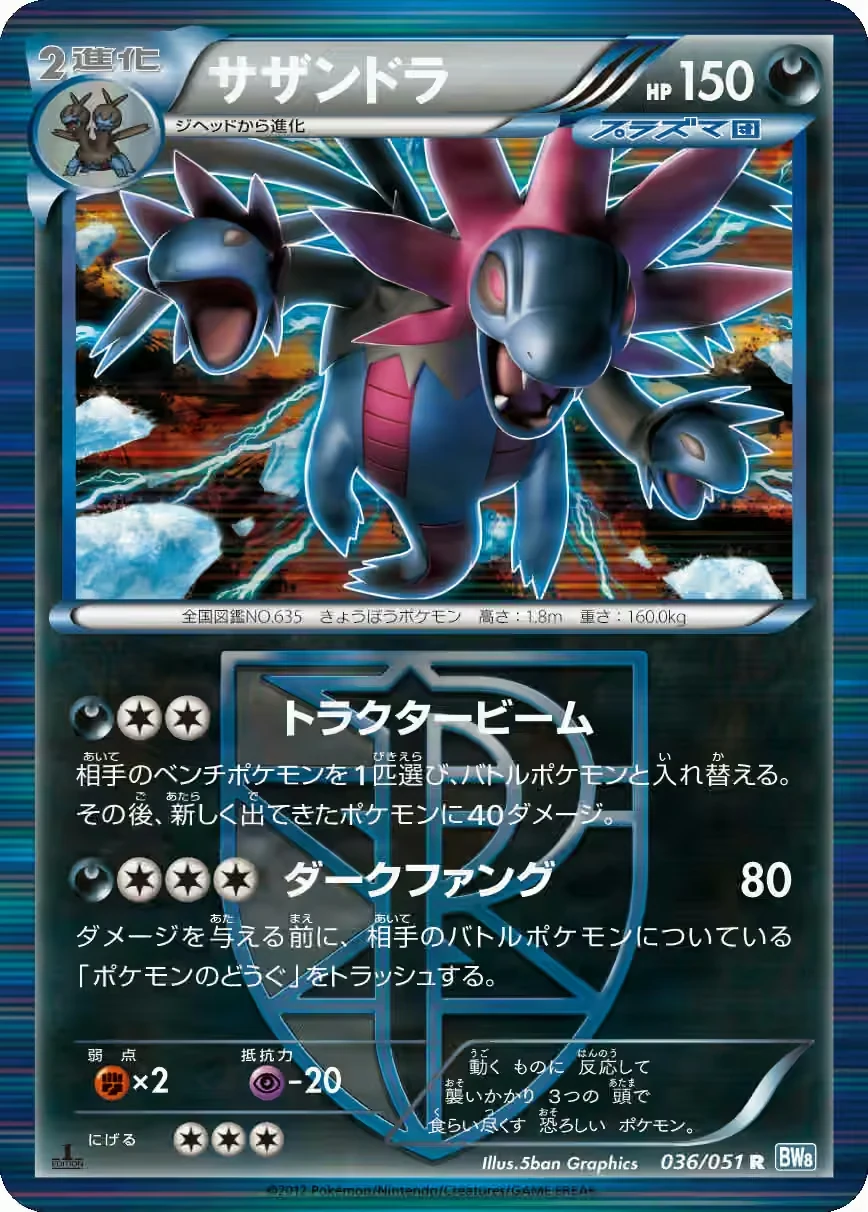 2進化
サザンドラ
HP 150
ジヘッドから進化
プラズマ団
全国図鑑NO.635 きょうぼうポケモン 高さ：1.8m 重さ：160.0kg
トラクタービーム
相手のベンチポケモンを1匹選び、バトルポケモンと入れ替える。
その後、新しく出てきたポケモンに40ダメージ。
ダークファング 80
ダメージを与える前に、相手のバトルポケモンについている
「ポケモンのどうぐ」をトラッシュする。
弱点 抵抗力
×2 -20
にげる
動く ものに 反応して
襲いかかり 3つの 頭で
食らい尽くす 恐ろしい ポケモン。
1 EDITION
Illus.5ban Graphics 036/051 R BW8
©2012 Pokémon/Nintendo/Creatures/GAME FREAK